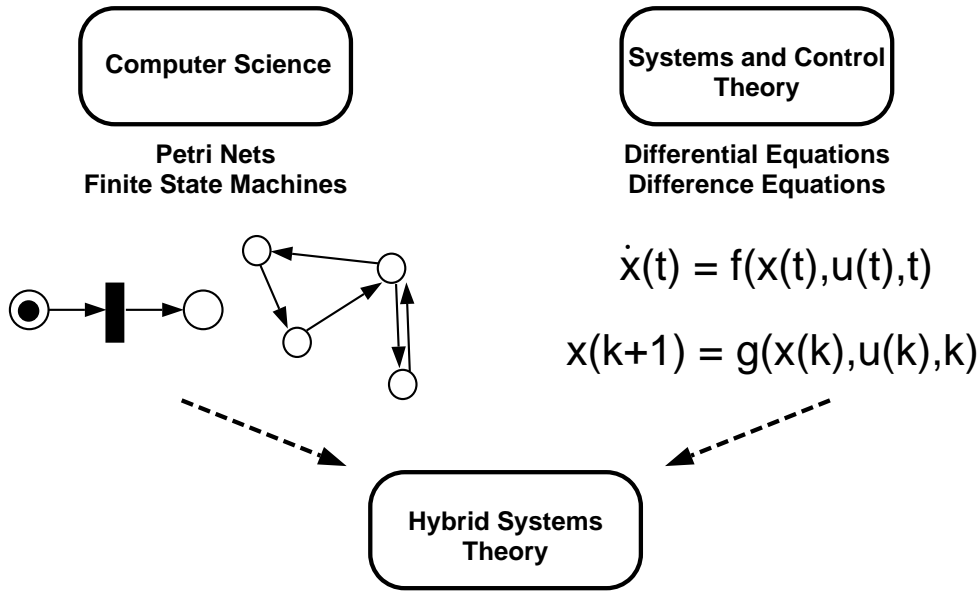 Computer Science
Petri Nets
Finite State Machines
Systems and Control
Theory
Differential Equations
Difference Equations
ẋ(t) = f(x(t),u(t),t)
x(k+1) = g(x(k),u(k),k)
Hybrid Systems
Theory